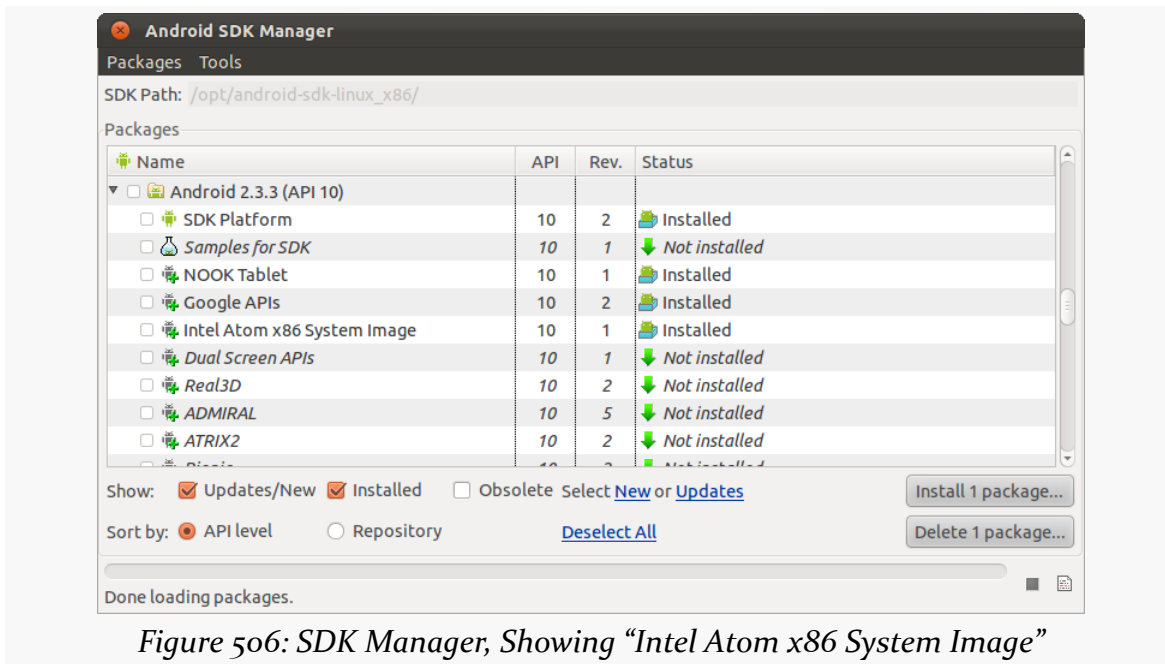 Android SDK Manager
Packages Tools
SDK Path: /opt/android-sdk-linux_x86/
Packages
Name API Rev. Status
Android 2.3.3 (API 10)
SDK Platform 10 2 Installed
Samples for SDK 10 1 Not installed
NOOK Tablet 10 1 Installed
Google APIs 10 2 Installed
Intel Atom x86 System Image 10 1 Installed
Dual Screen APIs 10 1 Not installed
Real3D 10 2 Not installed
ADMIRAL 10 5 Not installed
ATRIX2 10 2 Not installed
Show: Updates/New Installed Obsolete Select New or Updates Install 1 package...
Sort by: API level Repository Deselect All Delete 1 package...
Done loading packages.
Figure 506: SDK Manager, Showing “Intel Atom x86 System Image”